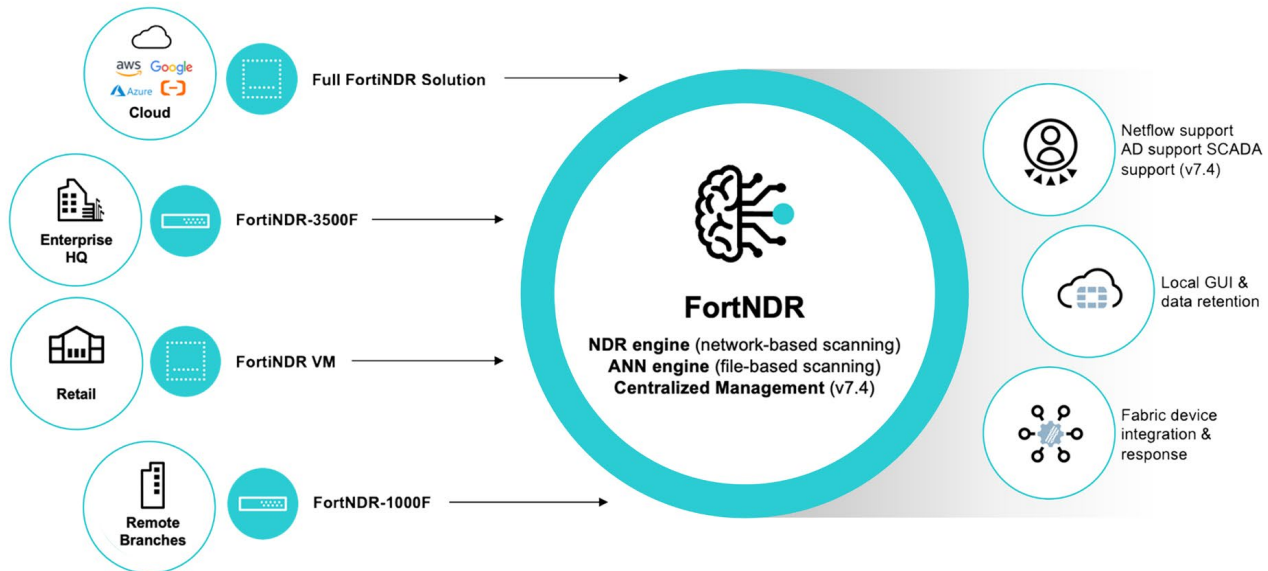 aws Google
Azure
Cloud
Full FortiNDR Solution
Enterprise
HQ
FortiNDR-3500F
Retail
FortiNDR VM
Remote
Branches
FortNDR-1000F
FortNDR
NDR engine (network-based scanning)
ANN engine (file-based scanning)
Centralized Management (v7.4)
Netflow support
AD support SCADA
support (v7.4)
Local GUI &
data retention
Fabric device
integration &
response